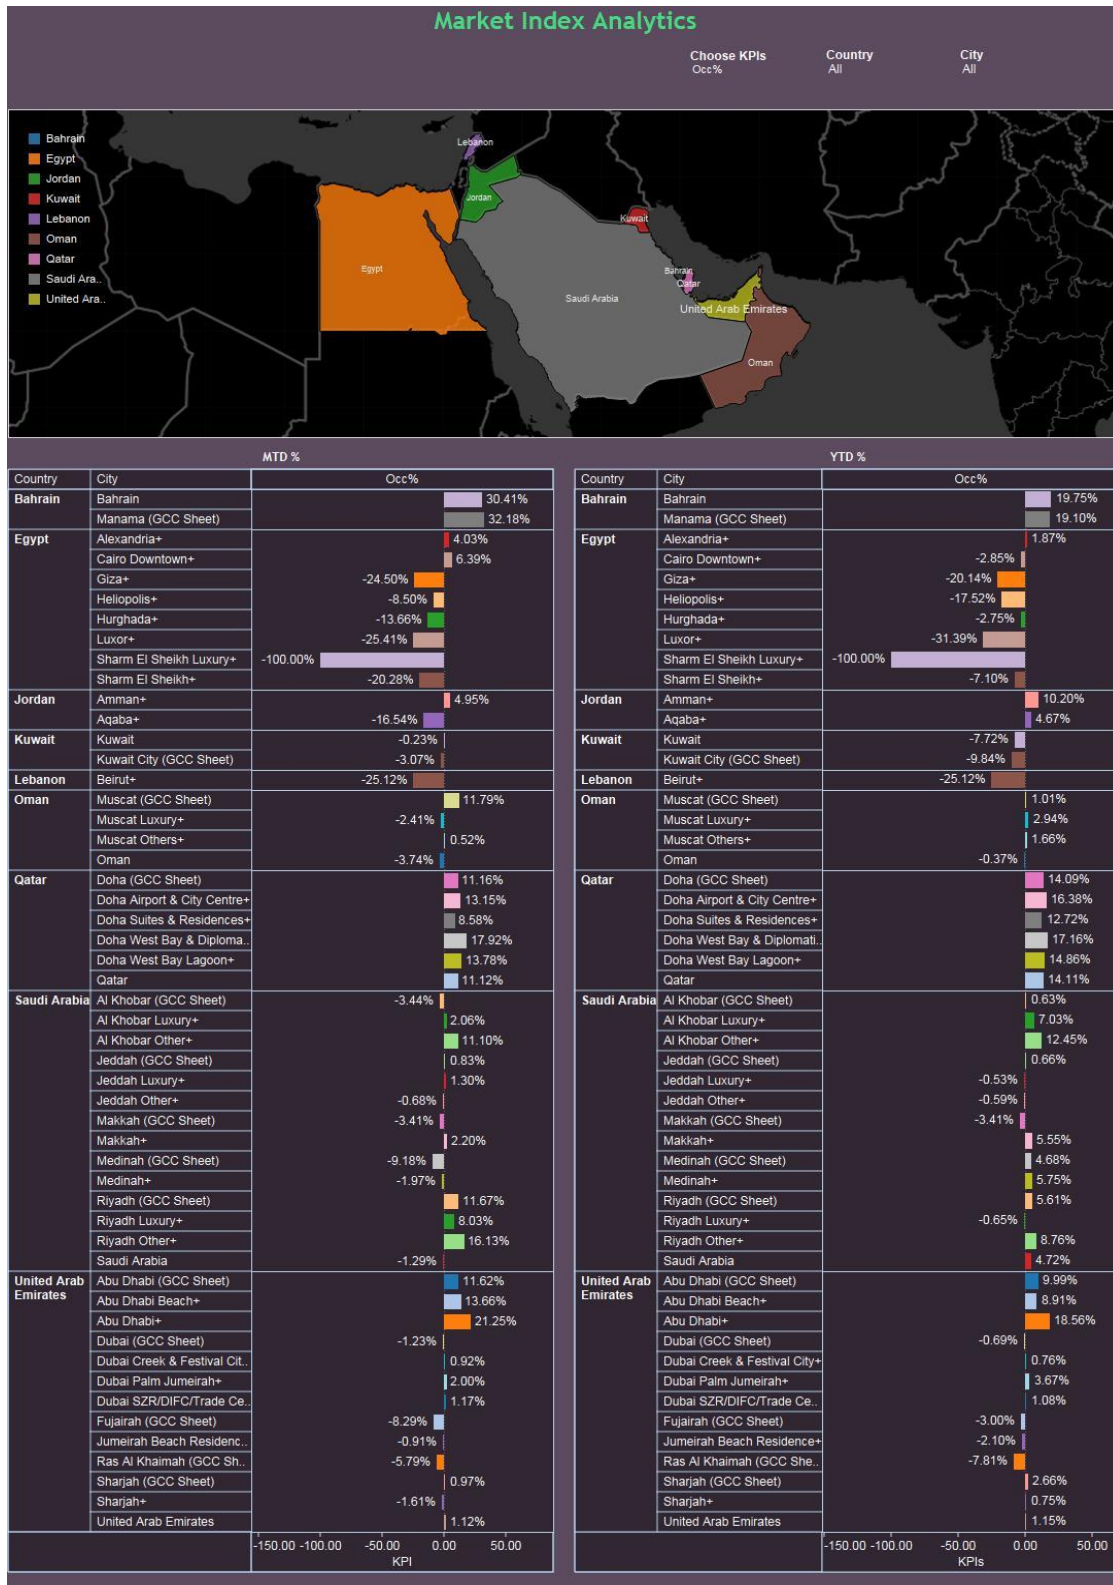 Market Index Analytics
Choose KPIs Country City
Occ% All All
Bahrain
Egypt
Jordan
Kuwait
Lebanon
Oman
Qatar
Saudi Ara..
United Ara..
Lebanon
Jordan
Kuwait
Egypt
Bahrain
Qatar
Saudi Arabia
United Arab Emirates
Oman
MTD %
Country City Occ%
Bahrain Bahrain 30.41%
Manama (GCC Sheet) 32.18%
Egypt Alexandria+ 4.03%
Cairo Downtown+ 6.39%
Giza+ -24.50%
Heliopolis+ -8.50%
Hurghada+ -13.66%
Luxor+ -25.41%
Sharm El Sheikh Luxury+ -100.00%
Sharm El Sheikh+ -20.28%
Jordan Amman+ 4.95%
Aqaba+ -16.54%
Kuwait Kuwait -0.23%
Kuwait City (GCC Sheet) -3.07%
Lebanon Beirut+ -25.12%
Oman Muscat (GCC Sheet) 11.79%
Muscat Luxury+ -2.41%
Muscat Others+ 0.52%
Oman -3.74%
Qatar Doha (GCC Sheet) 11.16%
Doha Airport & City Centre+ 13.15%
Doha Suites & Residences+ 8.58%
Doha West Bay & Diploma.. 17.92%
Doha West Bay Lagoon+ 13.78%
Qatar 11.12%
Saudi Arabia Al Khobar (GCC Sheet) -3.44%
Al Khobar Luxury+ 2.06%
Al Khobar Other+ 11.10%
Jeddah (GCC Sheet) 0.83%
Jeddah Luxury+ 1.30%
Jeddah Other+ -0.68%
Makkah (GCC Sheet) -3.41%
Makkah+ 2.20%
Medinah (GCC Sheet) -9.18%
Medinah+ -1.97%
Riyadh (GCC Sheet) 11.67%
Riyadh Luxury+ 8.03%
Riyadh Other+ 16.13%
Saudi Arabia -1.29%
United Arab Abu Dhabi (GCC Sheet) 11.62%
Emirates Abu Dhabi Beach+ 13.66%
Abu Dhabi+ 21.25%
Dubai (GCC Sheet) -1.23%
Dubai Creek & Festival Cit.. 0.92%
Dubai Palm Jumeirah+ 2.00%
Dubai SZR/DIFC/Trade Ce.. 1.17%
Fujairah (GCC Sheet) -8.29%
Jumeirah Beach Residenc.. -0.91%
Ras Al Khaimah (GCC Sh.. -5.79%
Sharjah (GCC Sheet) 0.97%
Sharjah+ -1.61%
United Arab Emirates 1.12%
-150.00 -100.00 -50.00 0.00 50.00
KPI
YTD %
Country City Occ%
Bahrain Bahrain 19.75%
Manama (GCC Sheet) 19.10%
Egypt Alexandria+ 1.87%
Cairo Downtown+ -2.85%
Giza+ -20.14%
Heliopolis+ -17.52%
Hurghada+ -2.75%
Luxor+ -31.39%
Sharm El Sheikh Luxury+ -100.00%
Sharm El Sheikh+ -7.10%
Jordan Amman+ 10.20%
Aqaba+ 4.67%
Kuwait Kuwait -7.72%
Kuwait City (GCC Sheet) -9.84%
Lebanon Beirut+ -25.12%
Oman Muscat (GCC Sheet) 1.01%
Muscat Luxury+ 2.94%
Muscat Others+ 1.66%
Oman -0.37%
Qatar Doha (GCC Sheet) 14.09%
Doha Airport & City Centre+ 16.38%
Doha Suites & Residences+ 12.72%
Doha West Bay & Diplomati.. 17.16%
Doha West Bay Lagoon+ 14.86%
Qatar 14.11%
Saudi Arabia Al Khobar (GCC Sheet) 0.63%
Al Khobar Luxury+ 7.03%
Al Khobar Other+ 12.45%
Jeddah (GCC Sheet) 0.66%
Jeddah Luxury+ -0.53%
Jeddah Other+ -0.59%
Makkah (GCC Sheet) -3.41%
Makkah+ 5.55%
Medinah (GCC Sheet) 4.68%
Medinah+ 5.75%
Riyadh (GCC Sheet) 5.61%
Riyadh Luxury+ -0.65%
Riyadh Other+ 8.76%
Saudi Arabia 4.72%
United Arab Abu Dhabi (GCC Sheet) 9.99%
Emirates Abu Dhabi Beach+ 8.91%
Abu Dhabi+ 18.56%
Dubai (GCC Sheet) -0.69%
Dubai Creek & Festival City+ 0.76%
Dubai Palm Jumeirah+ 3.67%
Dubai SZR/DIFC/Trade Ce.. 1.08%
Fujairah (GCC Sheet) -3.00%
Jumeirah Beach Residence+ -2.10%
Ras Al Khaimah (GCC She.. -7.81%
Sharjah (GCC Sheet) 2.66%
Sharjah+ 0.75%
United Arab Emirates 1.15%
-150.00 -100.00 -50.00 0.00 50.00
KPIs